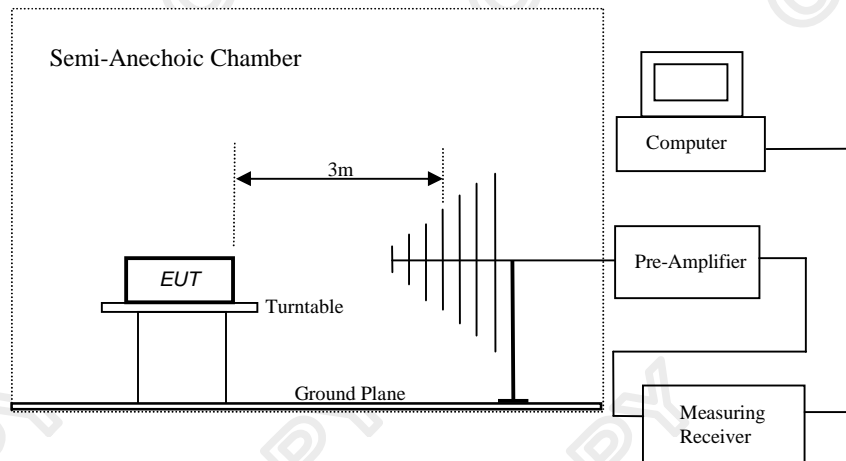 Semi-Anechoic Chamber
Computer
3m
Pre-Amplifier
EUT
Turntable
Ground Plane
Measuring
Receiver